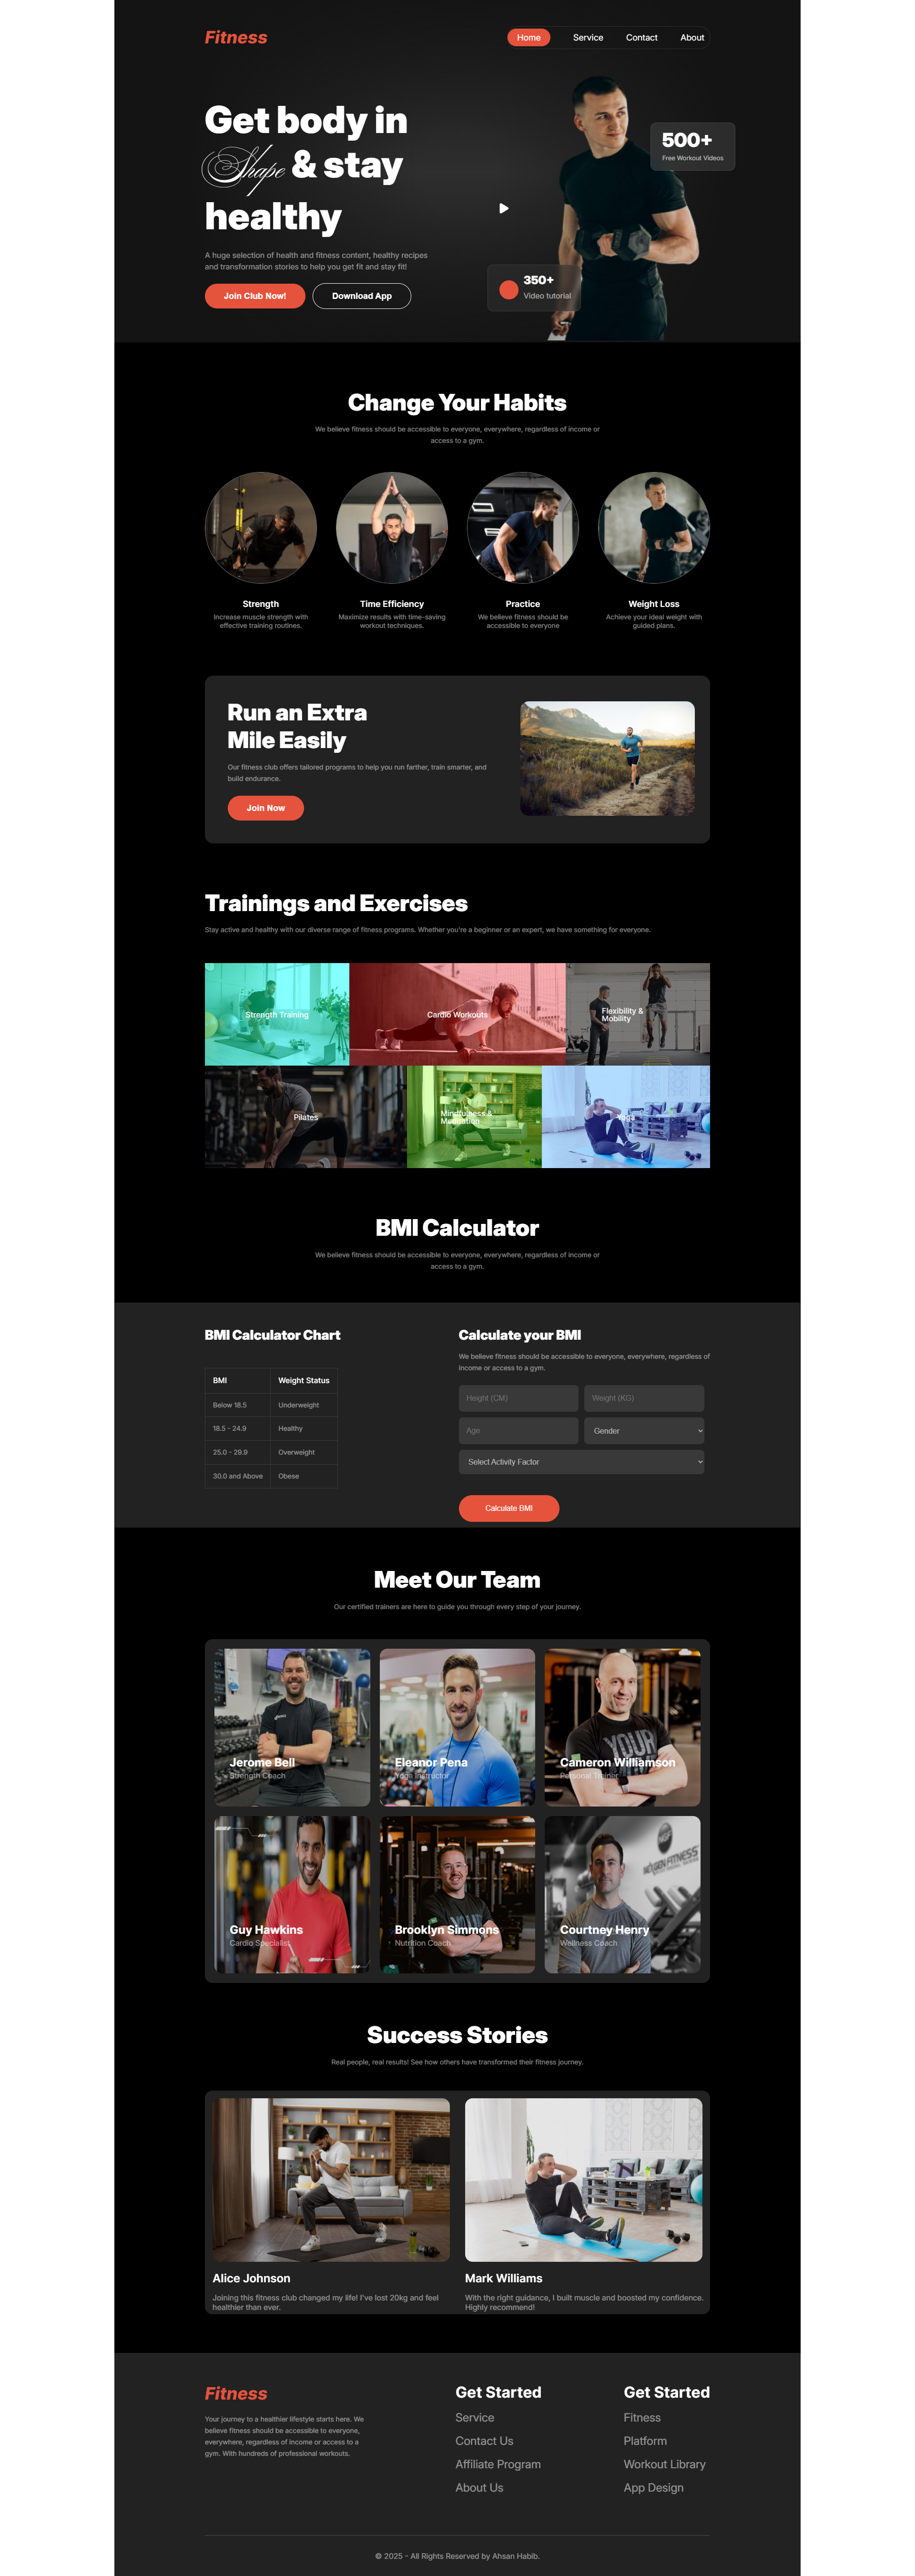 Fitness
Home
Service
Contact
About
Get body in
Shape & stay
healthy
A huge selection of health and fitness content, healthy recipes
and transformation stories to help you get fit and stay fit!
Join Club Now!
Download App
500+
Free Workout Videos
350+
Video tutorial
Change Your Habits
We believe fitness should be accessible to everyone, everywhere, regardless of income or
access to a gym.
Strength
Increase muscle strength with
effective training routines.
Time Efficiency
Maximize results with time-saving
workout techniques.
Practice
We believe fitness should be
accessible to everyone
Weight Loss
Achieve your ideal weight with
guided plans.
Run an Extra
Mile Easily
Our fitness club offers tailored programs to help you run farther, train smarter, and
build endurance.
Join Now
Trainings and Exercises
Stay active and healthy with our diverse range of fitness programs. Whether you're a beginner or an expert, we have something for everyone.
Strength Training
Cardio Workouts
Flexibility &
Mobility
Pilates
Mindfulness &
Meditation
Yoga
BMI Calculator
We believe fitness should be accessible to everyone, everywhere, regardless of income or
access to a gym.
BMI Calculator Chart
BMI
Weight Status
Below 18.5
Underweight
18.5 - 24.9
Healthy
25.0 - 29.9
Overweight
30.0 and Above
Obese
Calculate your BMI
We believe fitness should be accessible to everyone, everywhere, regardless of
income or access to a gym.
Height (CM)
Weight (KG)
Age
Gender
Select Activity Factor
Calculate BMI
Meet Our Team
Our certified trainers are here to guide you through every step of your journey.
Jerome Bell
Strength Coach
Eleanor Pena
Yoga Instructor
YOUR
Cameron Williamson
Personal Trainer
Guy Hawkins
Cardio Specialist
Brooklyn Simmons
Nutrition Coach
NEXGEN FITNESS
Courtney Henry
Wellness Coach
Success Stories
Real people, real results! See how others have transformed their fitness journey.
Alice Johnson
Joining this fitness club changed my life! I've lost 20kg and feel
healthier than ever.
Mark Williams
With the right guidance, I built muscle and boosted my confidence.
Highly recommend!
Fitness
Your journey to a healthier lifestyle starts here. We
believe fitness should be accessible to everyone,
everywhere, regardless of income or access to a
gym. With hundreds of professional workouts.
Get Started
Service
Contact Us
Affiliate Program
About Us
Get Started
Fitness
Platform
Workout Library
App Design
© 2025 - All Rights Reserved by Ahsan Habib.